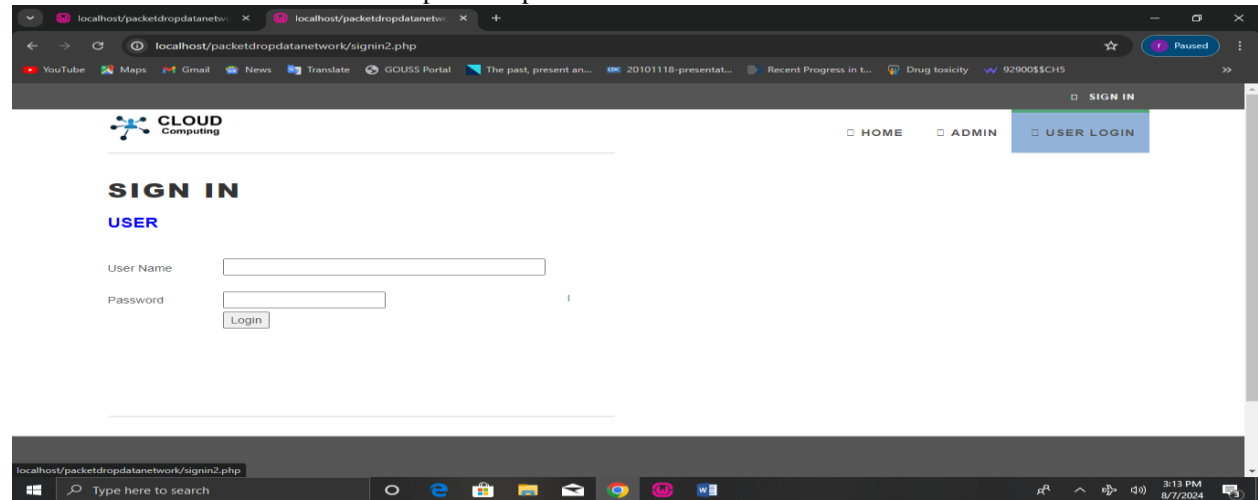 localhost/packetdropdatanetwo
localhost/packetdropdatanetwo
localhost/packetdropdatanetwork/signin2.php
Paused
YouTube Maps Gmail News Translate GOUSS Portal The past, present an... 20101118-presentat... Recent Progress in t... Drug toxicity 92900$$CH5 »
SIGN IN
CLOUD
Computing
HOME ADMIN USER LOGIN
SIGN IN
USER
User Name
Password
Login
localhost/packetdropdatanetwork/signin2.php
Type here to search
3:13 PM
8/7/2024